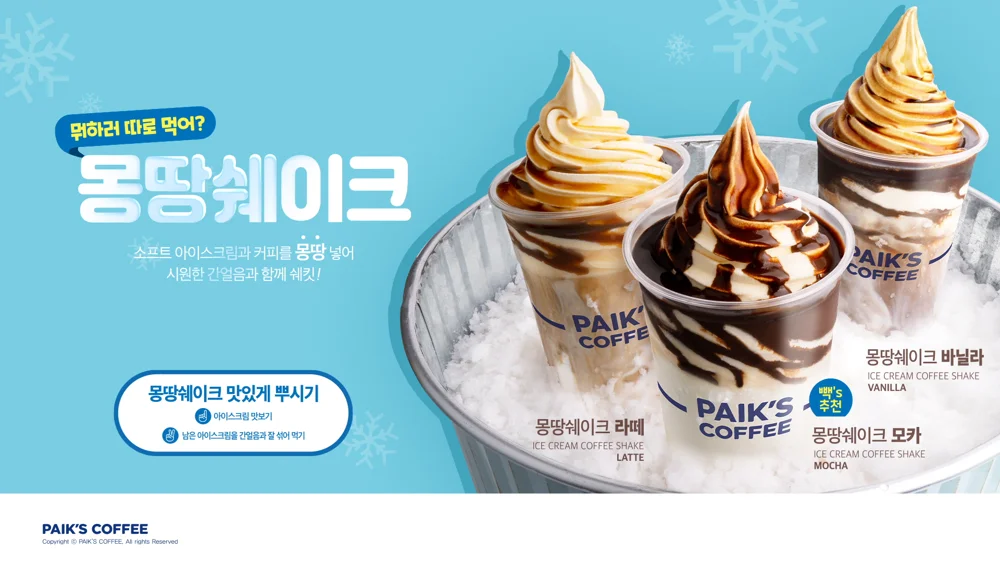 뭐하러 따로 먹어?
몽땅쉐이크
소프트 아이스크림과 커피를 몽땅 넣어
시원한 간얼음과 함께 쉐킷!
몽땅쉐이크 맛있게 뿌시기
아이스크림 맛보기
남은 아이스크림을 간얼음과 잘 섞어 먹기
PAIK'S
COFFEE
PAIK'S
COFFEE
PAIK'S
COFFEE
몽땅쉐이크 라떼
ICE CREAM COFFEE SHAKE
LATTE
빽's
추천
몽땅쉐이크 모카
ICE CREAM COFFEE SHAKE
MOCHA
몽땅쉐이크 바닐라
ICE CREAM COFFEE SHAKE
VANILLA
PAIK'S COFFEE
Copyright ⓒ PAIK'S COFFEE. All rights Reserved